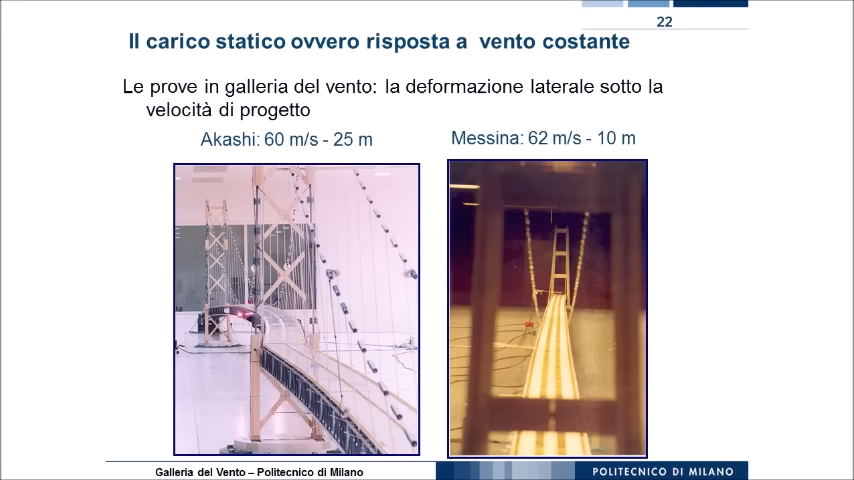 22
Il carico statico ovvero risposta a vento costante
Le prove in galleria del vento: la deformazione laterale sotto la
velocità di progetto
Akashi: 60 m/s - 25 m
Messina: 62 m/s - 10 m
Galleria del Vento – Politecnico di Milano
POLITECNICO DI MILANO